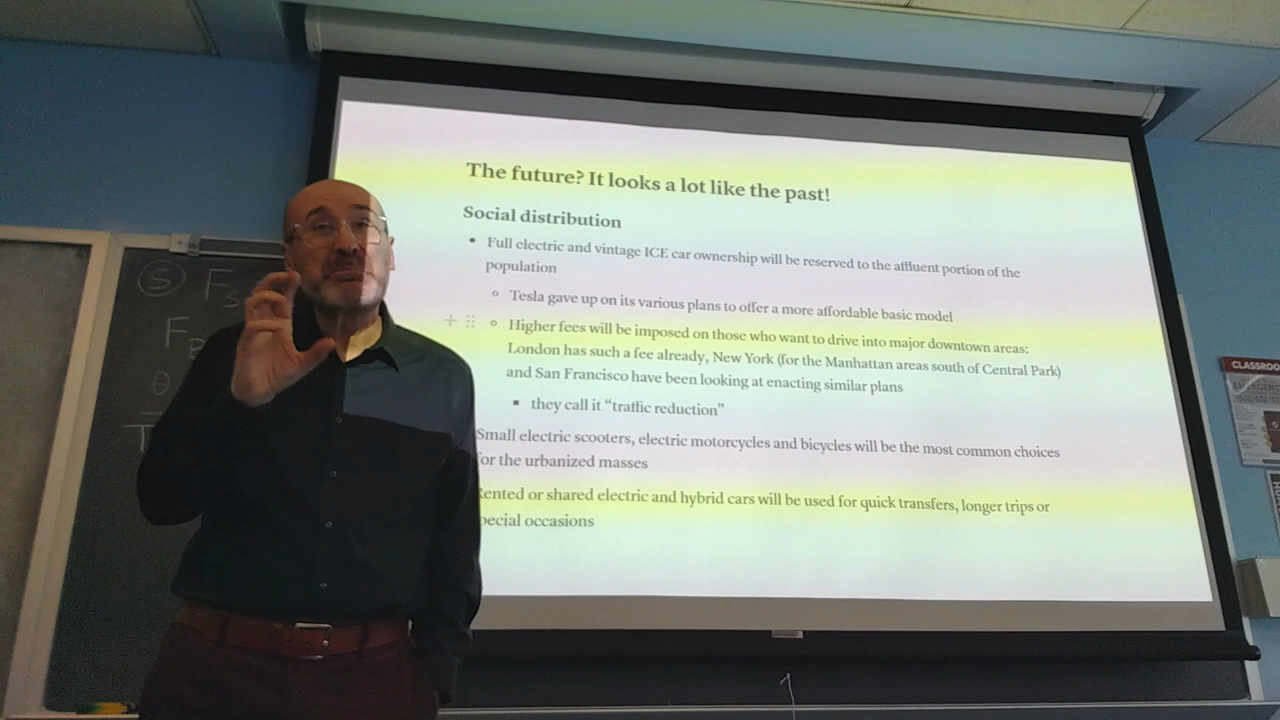 The future? It looks a lot like the past!
Social distribution
• Full electric and vintage ICE car ownership will be reserved to the affluent portion of the
population
◦ Tesla gave up on its various plans to offer a more affordable basic model
◦ Higher fees will be imposed on those who want to drive into major downtown areas:
London has such a fee already, New York (for the Manhattan areas south of Central Park)
and San Francisco have been looking at enacting similar plans
▪ they call it “traffic reduction”
Small electric scooters, electric motorcycles and bicycles will be the most common choices
or the urbanized masses
ented or shared electric and hybrid cars will be used for quick transfers, longer trips or
pecial occasions
S F
F
θ
CLASSROO